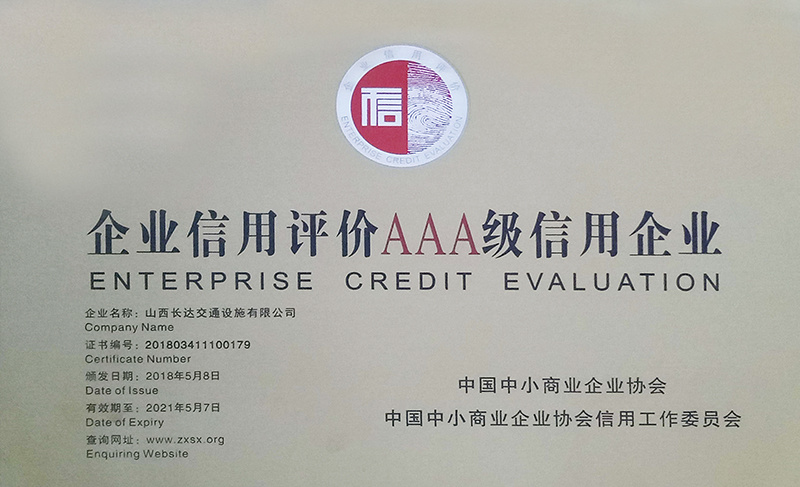 企业信用评价
信
ENTERPRISE CREDIT EVALUATION
企业信用评价AAA级信用企业
ENTERPRISE CREDIT EVALUATION
企业名称：山西长达交通设施有限公司
Company Name
证书编号：201803411100179
Certificate Number
颁发日期：2018年5月8日
Date of Issue
有效期至：2021年5月7日
Date of Expiry
查询网址：www.zxsx.org
Enquiring Website
中国中小商业企业协会
中国中小商业企业协会信用工作委员会